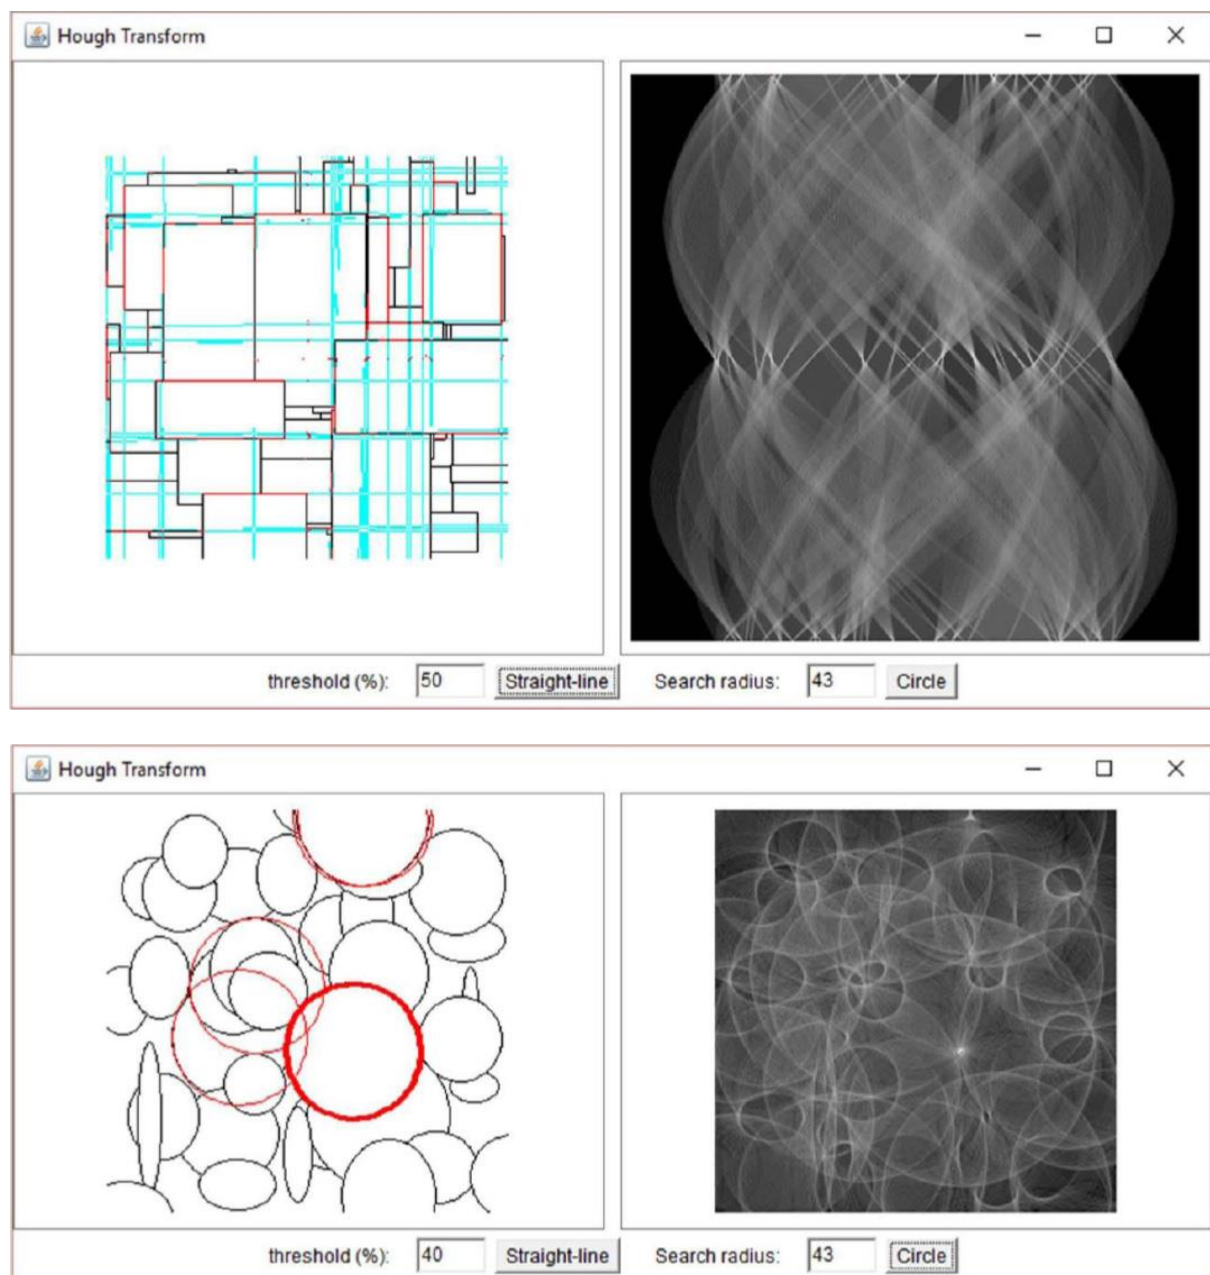 Hough Transform
threshold (%): 50 Straight-line Search radius: 43 Circle
Hough Transform
threshold (%): 40 Straight-line Search radius: 43 Circle